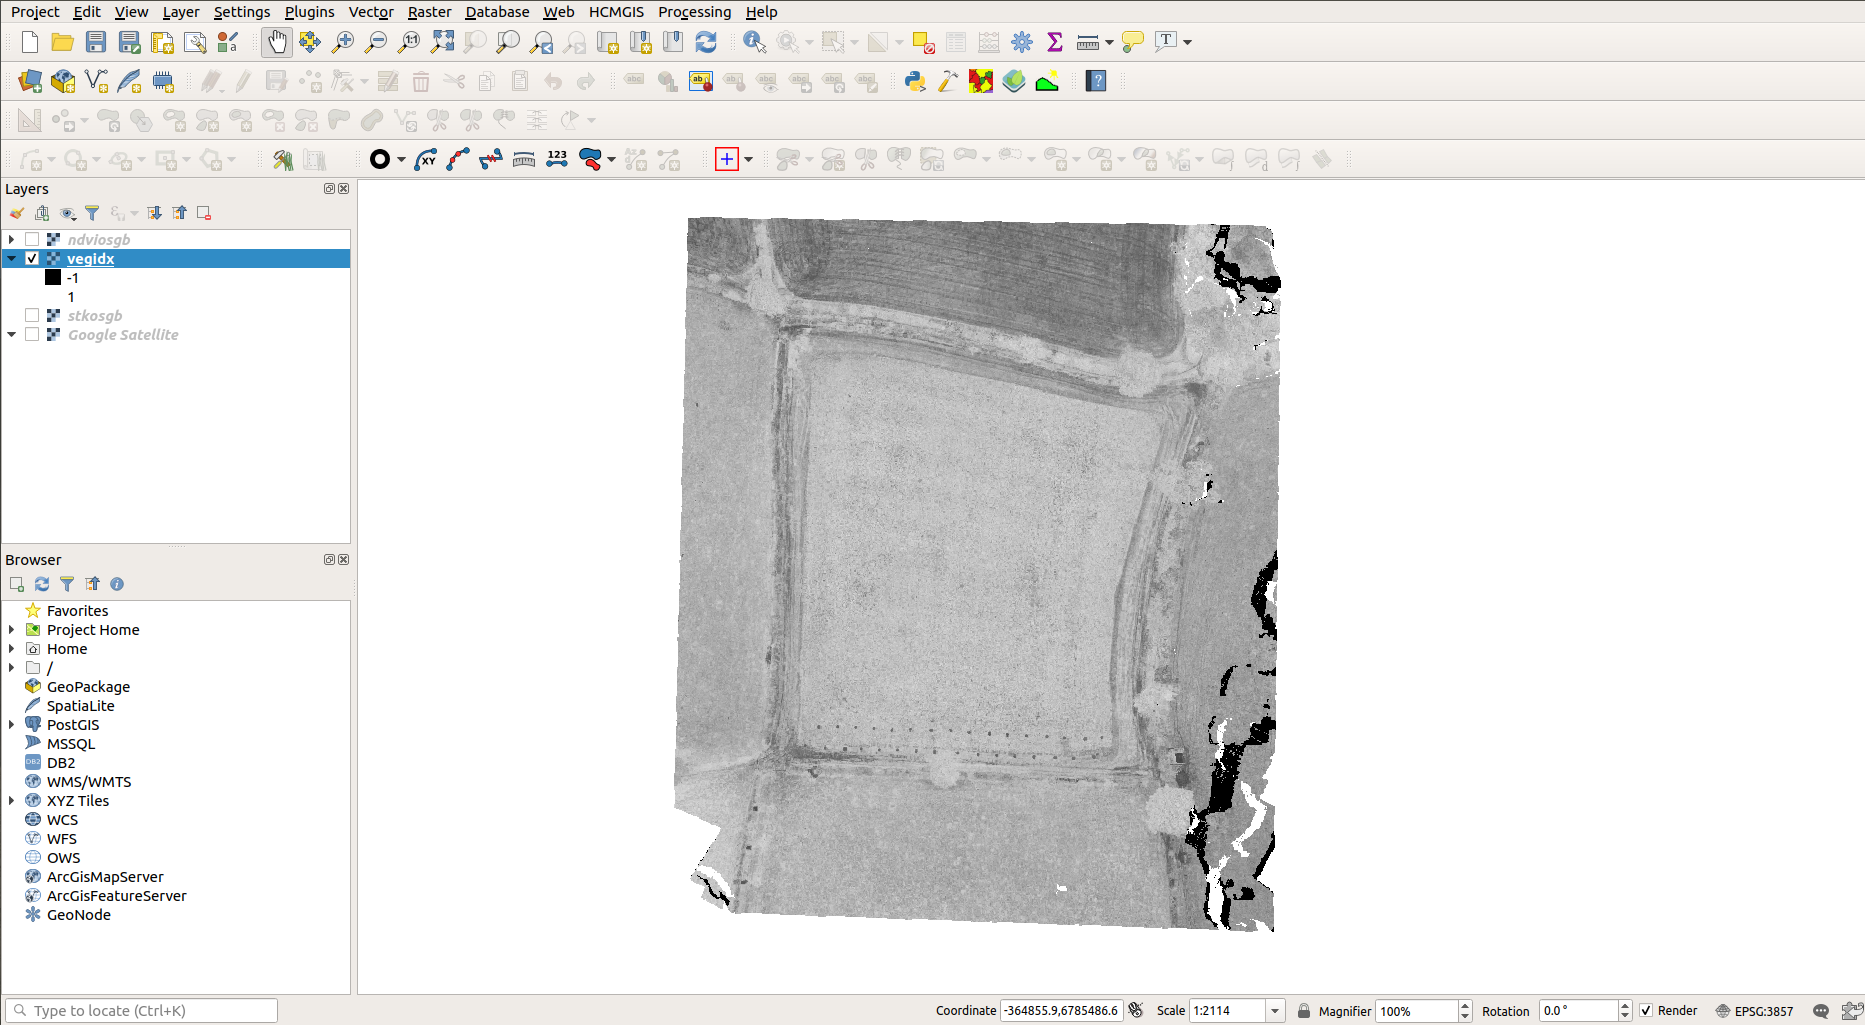 Project Edit View Layer Settings Plugins Vector Raster Database Web HCMGIS Processing Help
Layers
ndviosgb
vegidx
-1
1
stkosgb
Google Satellite
Browser
Favorites
Project Home
Home
/
GeoPackage
SpatiaLite
PostGIS
MSSQL
DB2
WMS/WMTS
XYZ Tiles
WCS
WFS
OWS
ArcGisMapServer
ArcGisFeatureServer
GeoNode
Type to locate (Ctrl+K)
Coordinate -364855.9,6785486.6 Scale 1:2114 Magnifier 100% Rotation 0.0 ° Render EPSG:3857